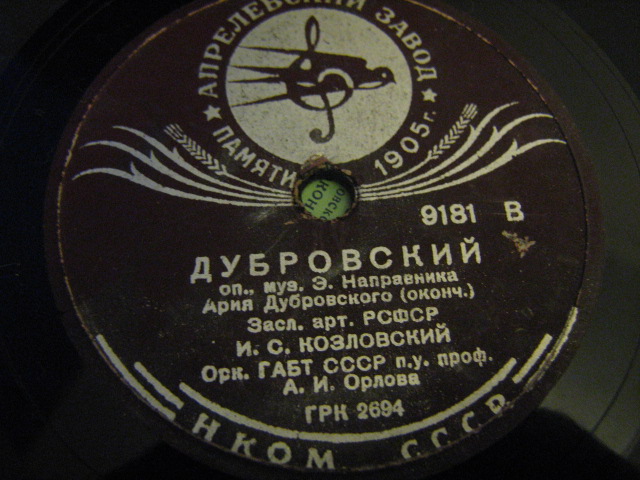 АПРЕЛЕВСКИЙ ЗАВОД
ПАМЯТИ 1905 г.
9181 В
ДУБРОВСКИЙ
оп., муз. Э. Направника
Ария Дубровского (оконч.)
Засл. арт. РСФСР
И. С. КОЗЛОВСКИЙ
Орк. ГАБТ СССР п.у. проф.
А. И. Орлова
ГРК 2694
НКОМ СССР